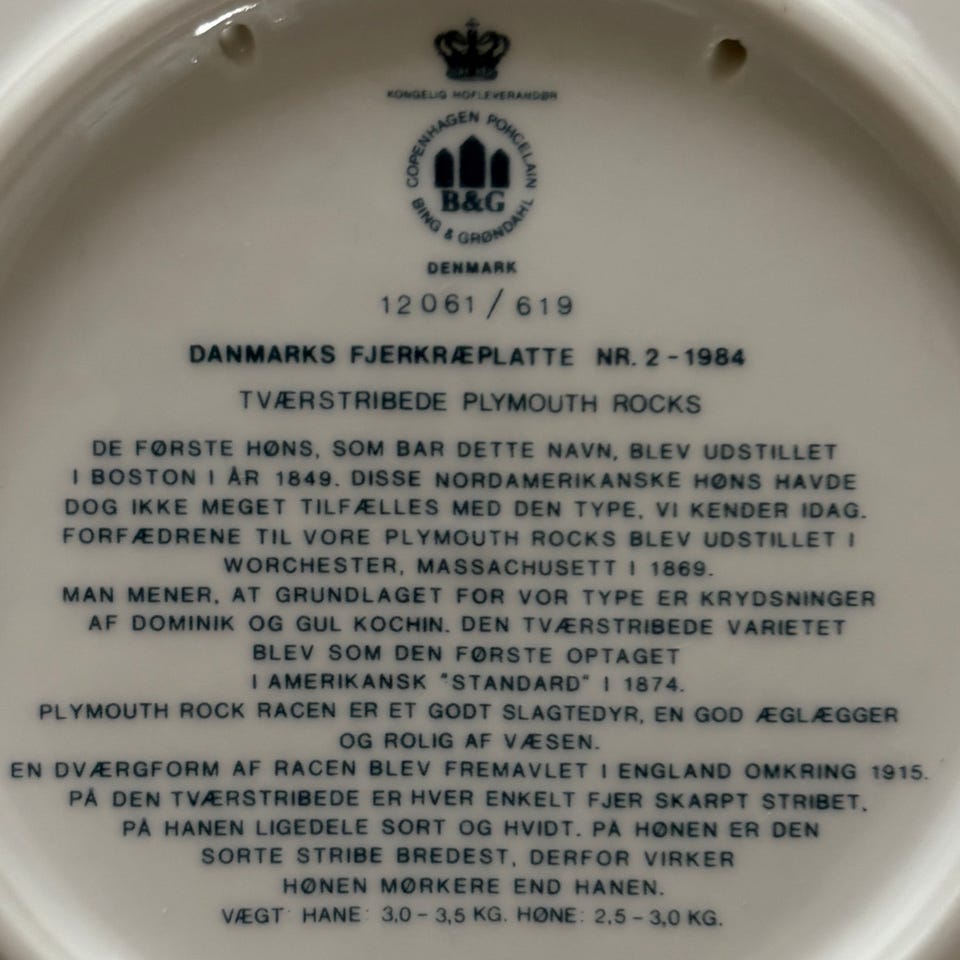 KONGELIG HOFLEVERANDØR
COPENHAGEN PORCELAIN
B&G
BING & GRØNDAHL
DENMARK
12061/619
DANMARKS FJERKRÆPLATTE NR. 2-1984
TVÆRSTRIBEDE PLYMOUTH ROCKS
DE FØRSTE HØNS, SOM BAR DETTE NAVN, BLEV UDSTILLET
I BOSTON I ÅR 1849. DISSE NORDAMERIKANSKE HØNS HAVDE
DOG IKKE MEGET TILFÆLLES MED DEN TYPE, VI KENDER IDAG.
FORFÆDRENE TIL VORE PLYMOUTH ROCKS BLEV UDSTILLET I
WORCHESTER, MASSACHUSETT I 1869.
MAN MENER, AT GRUNDLAGET FOR VOR TYPE ER KRYDSNINGER
AF DOMINIK OG GUL KOCHIN. DEN TVÆRSTRIBEDE VARIETET
BLEV SOM DEN FØRSTE OPTAGET
I AMERIKANSK "STANDARD" I 1874.
PLYMOUTH ROCK RACEN ER ET GODT SLAGTEDYR, EN GOD ÆGLÆGGER
OG ROLIG AF VÆSEN.
EN DVÆRGFORM AF RACEN BLEV FREMAVLET I ENGLAND OMKRING 1915.
PÅ DEN TVÆRSTRIBEDE ER HVER ENKELT FJER SKARPT STRIBET,
PÅ HANEN LIGEDELE SORT OG HVIDT. PÅ HØNEN ER DEN
SORTE STRIBE BREDEST, DERFOR VIRKER
HØNEN MØRKERE END HANEN.
VÆGT HANE: 3,0-3,5 KG. HØNE: 2,5-3,0 KG.